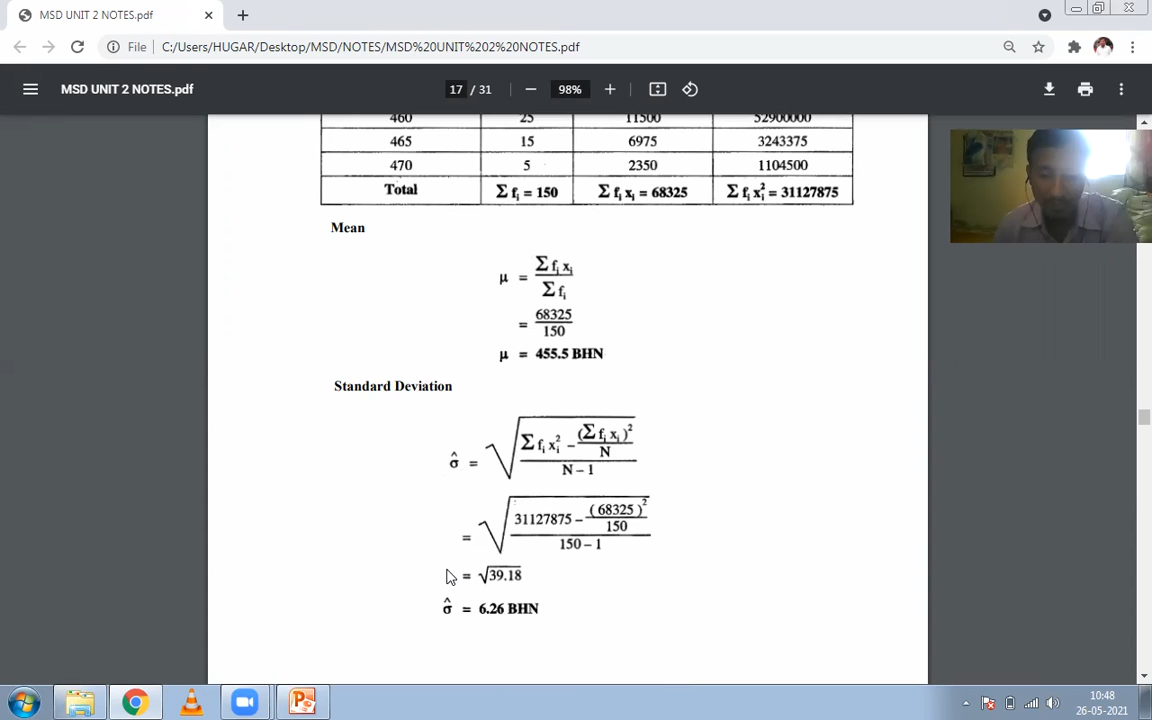 MSD UNIT 2 NOTES.pdf
File
C:/Users/HUGAR/Desktop/MSD/NOTES/MSD%20UNIT%202%20NOTES.pdf
MSD UNIT 2 NOTES.pdf
17 / 31
98%
460 25 11500 52900000
465 15 6975 3243375
470 5 2350 1104500
Total Σ fᵢ = 150 Σ fᵢ xᵢ = 68325 Σ fᵢ xᵢ² = 31127875
Mean
μ = Σ fᵢ xᵢ / Σ fᵢ
= 68325 / 150
μ = 455.5 BHN
Standard Deviation
σ̂ = √((Σ fᵢ xᵢ² – (Σ fᵢ xᵢ)² / N) / (N – 1))
= √((31127875 – (68325)² / 150) / (150 – 1))
= √39.18
σ̂ = 6.26 BHN
10:48
26-05-2021